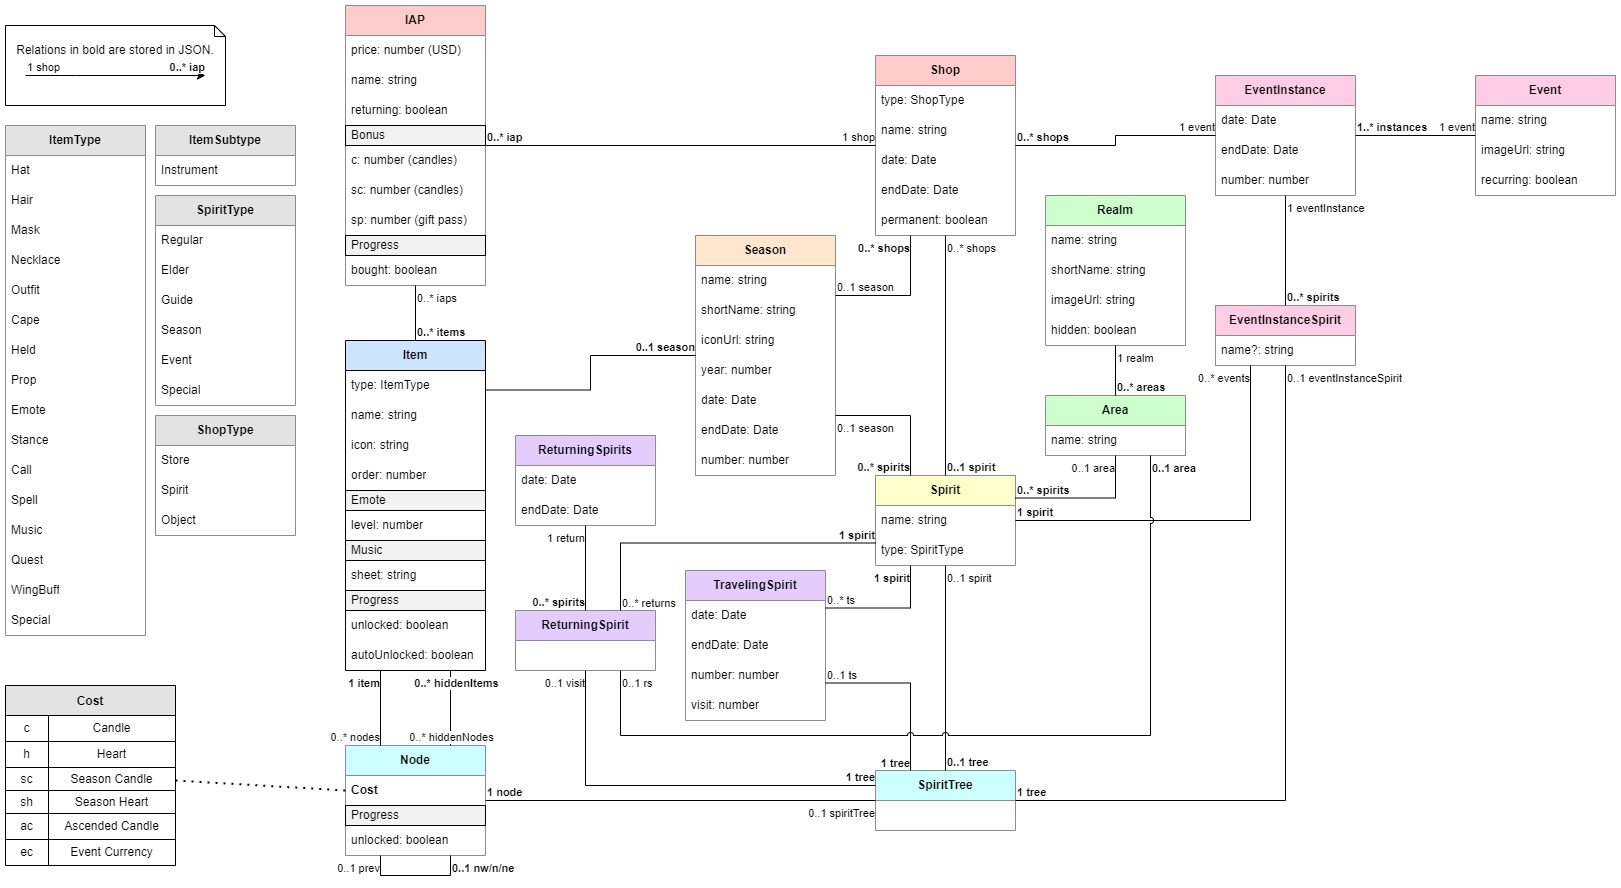 Relations in bold are stored in JSON.
1 shop
0..* iap
ItemType
Hat
Hair
Mask
Necklace
Outfit
Cape
Held
Prop
Emote
Stance
Call
Spell
Music
Quest
WingBuff
Special
ItemSubtype
Instrument
SpiritType
Regular
Elder
Guide
Season
Event
Special
ShopType
Store
Spirit
Object
Cost
c Candle
h Heart
sc Season Candle
sh Season Heart
ac Ascended Candle
ec Event Currency
IAP
price: number (USD)
name: string
returning: boolean
Bonus
c: number (candles)
sc: number (candles)
sp: number (gift pass)
Progress
bought: boolean
0..* iap
1 shop
0..* iaps
0..* items
Item
type: ItemType
name: string
icon: string
order: number
Emote
level: number
Music
sheet: string
Progress
unlocked: boolean
autoUnlocked: boolean
1 item
0..* hiddenItems
0..* nodes
0..* hiddenNodes
Node
Cost
Progress
unlocked: boolean
0..1 prev
0..1 nw/n/ne
1 node
0..1 spiritTree
ReturningSpirits
date: Date
endDate: Date
1 return
0..* spirits
0..* returns
ReturningSpirit
0..1 visit
0..1 rs
Season
name: string
shortName: string
iconUrl: string
year: number
date: Date
endDate: Date
number: number
0..1 season
0..1 season
0..1 season
TravelingSpirit
date: Date
endDate: Date
number: number
visit: number
0..* ts
0..1 ts
Shop
type: ShopType
name: string
date: Date
endDate: Date
permanent: boolean
0..* shops
0..* shops
0..* shops
0..* spirits
0..1 spirit
Spirit
name: string
type: SpiritType
1 spirit
1 spirit
0..1 spirit
0..* spirits
1 spirit
1 tree
0..1 tree
1 tree
SpiritTree
1 tree
Realm
name: string
shortName: string
imageUrl: string
hidden: boolean
1 realm
0..* areas
Area
name: string
0..1 area
0..1 area
1 event
EventInstance
date: Date
endDate: Date
number: number
1..* instances
1 event
1 eventInstance
0..* spirits
EventInstanceSpirit
name?: string
0..* events
0..1 eventInstanceSpirit
Event
name: string
imageUrl: string
recurring: boolean